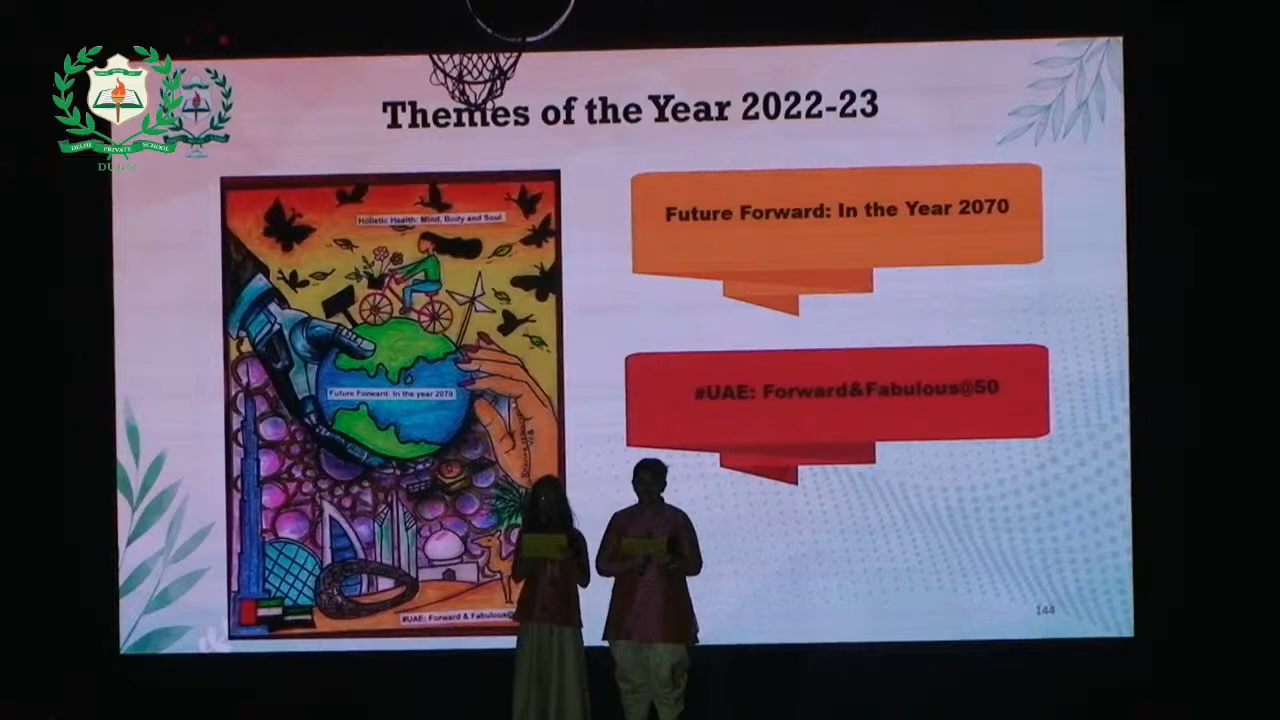 Themes of the Year 2022-23
DELHI PRIVATE SCHOOL
DUBAI
Holistic Health: Mind, Body and Soul
Future Forward: In the year 2070
#UAE: Forward & Fabulous@
Future Forward: In the Year 2070
#UAE: Forward&Fabulous@50
144